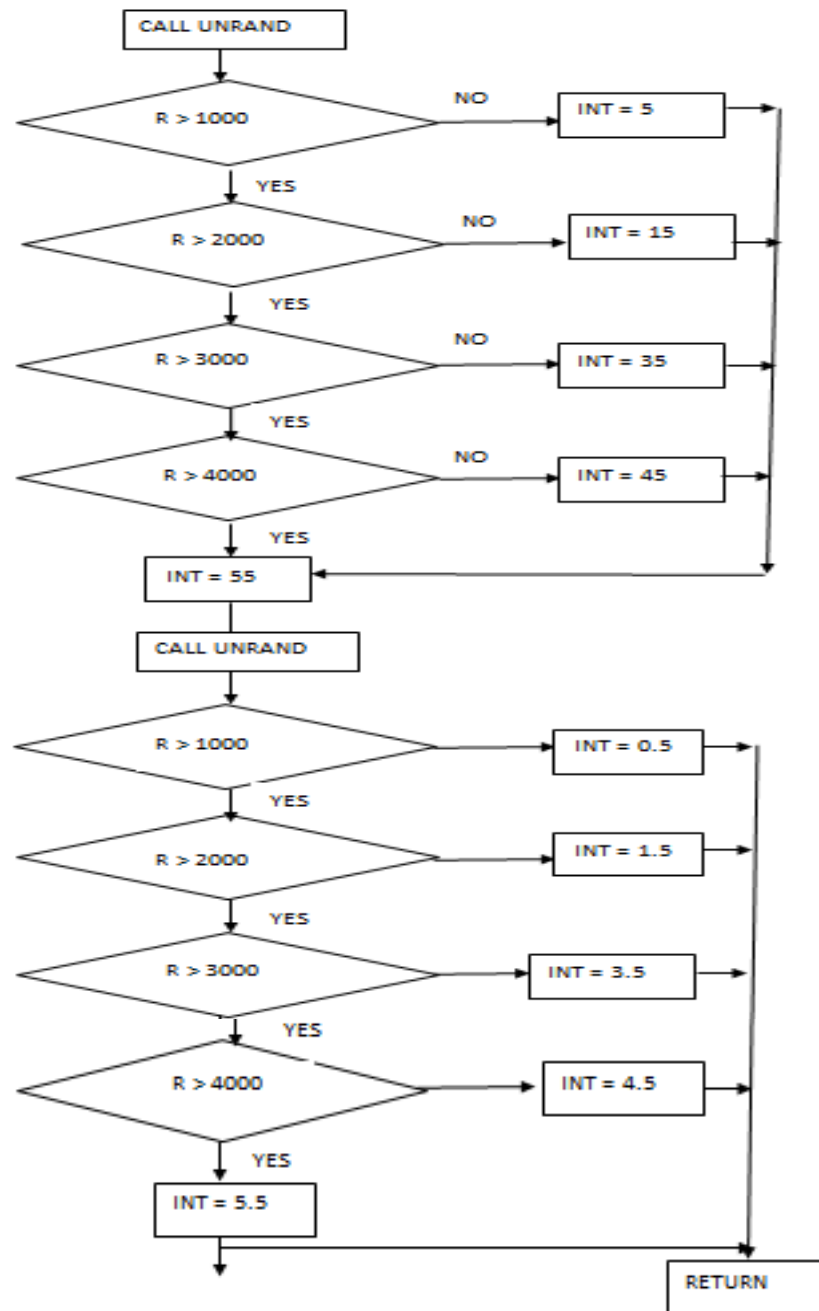 CALL UNRAND
R > 1000
NO
INT = 5
YES
R > 2000
NO
INT = 15
YES
R > 3000
NO
INT = 35
YES
R > 4000
NO
INT = 45
YES
INT = 55
CALL UNRAND
R > 1000
INT = 0.5
YES
R > 2000
INT = 1.5
YES
R > 3000
INT = 3.5
YES
R > 4000
INT = 4.5
YES
INT = 5.5
RETURN